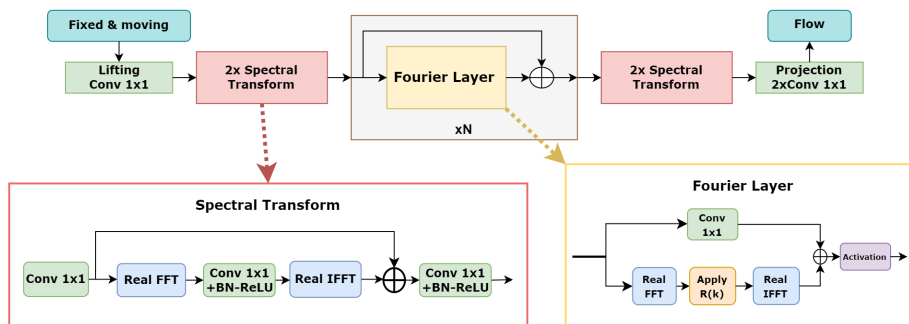 Fixed & moving
Flow
Lifting
Conv 1x1
2x Spectral
Transform
Fourier Layer
xN
2x Spectral
Transform
Projection
2xConv 1x1
Spectral Transform
Conv 1x1
Real FFT
Conv 1x1
+BN-ReLU
Real IFFT
Conv 1x1
+BN-ReLU
Fourier Layer
Conv
1x1
Real
FFT
Apply
R(k)
Real
IFFT
Activation